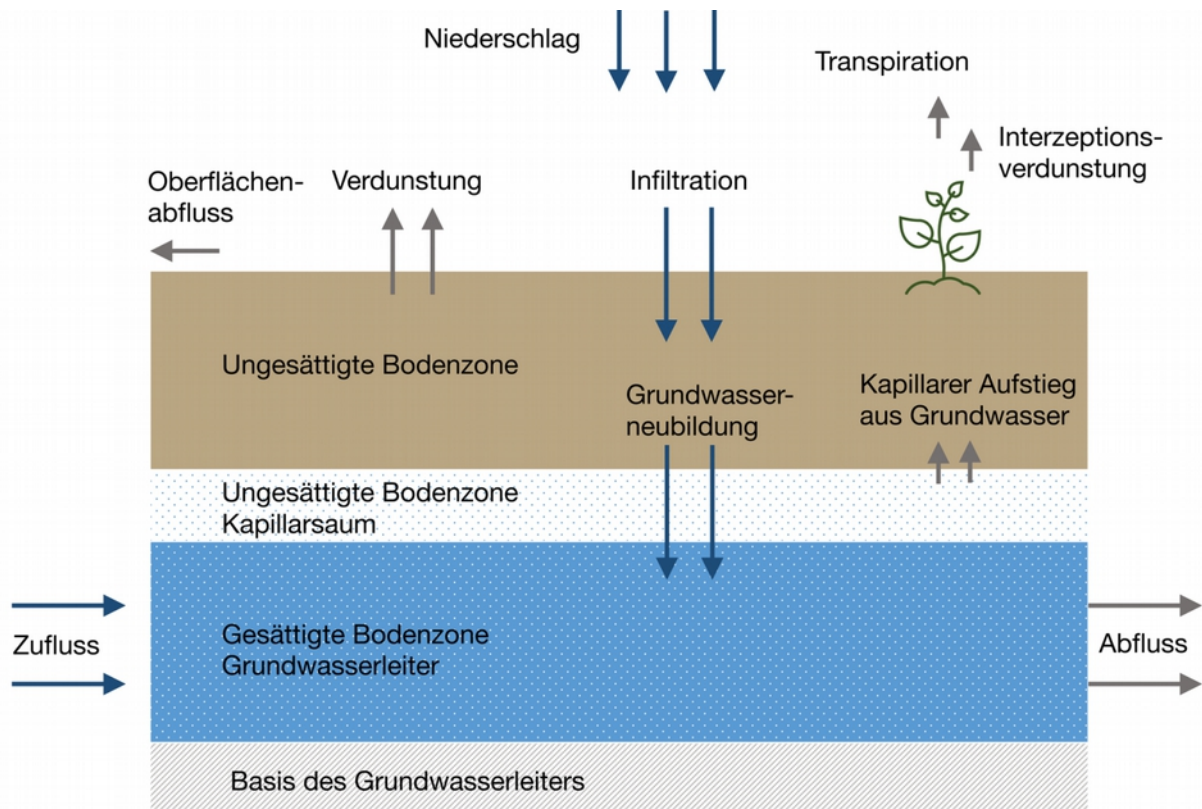 Niederschlag
Transpiration
Interzeptions-
verdunstung
Oberflächen-
abfluss
Verdunstung
Infiltration
Ungesättigte Bodenzone
Grundwasser-
neubildung
Kapillarer Aufstieg
aus Grundwasser
Ungesättigte Bodenzone
Kapillarsaum
Zufluss
Gesättigte Bodenzone
Grundwasserleiter
Abfluss
Basis des Grundwasserleiters